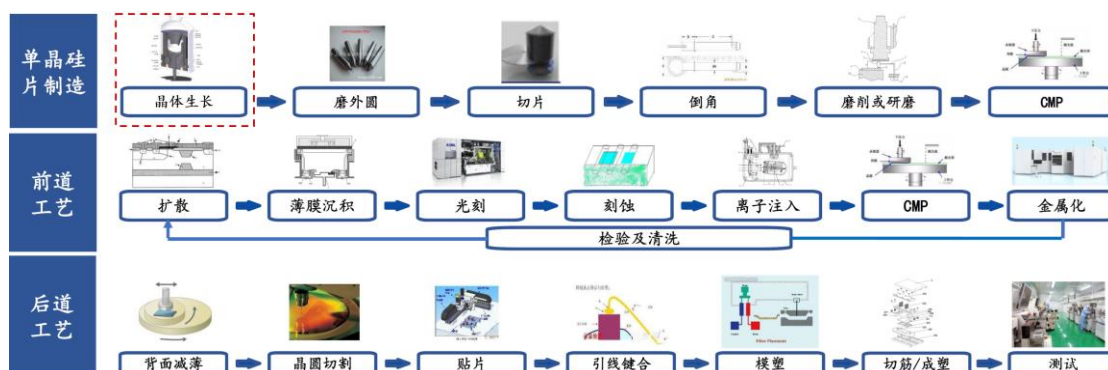 单晶硅
片制造
晶体生长
磨外圆
切片
倒角
磨削或研磨
CMP
前道
工艺
扩散
薄膜沉积
光刻
刻蚀
离子注入
CMP
金属化
检验及清洗
后道
工艺
背面减薄
晶圆切割
贴片
引线键合
模塑
切筋/成塑
测试